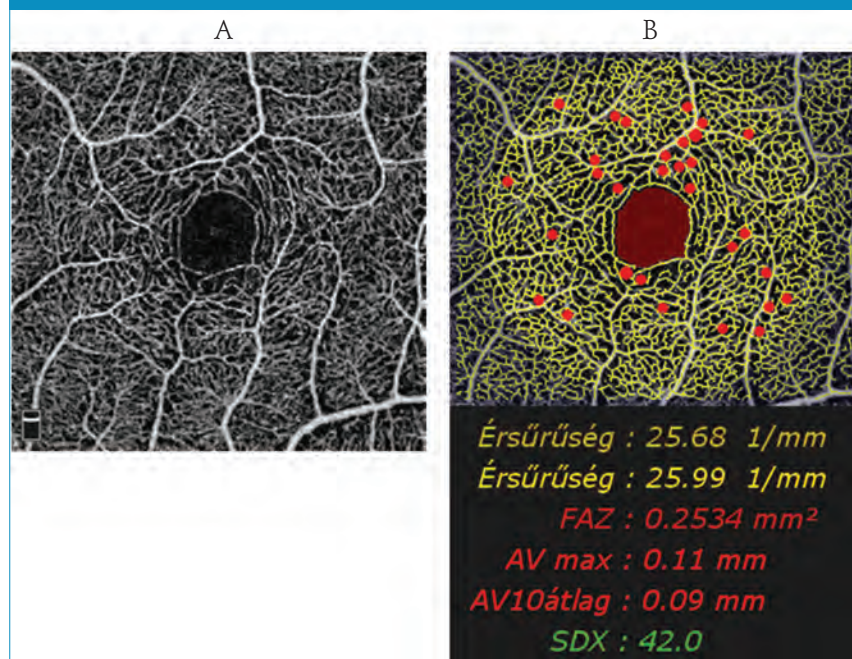 A
B
Érsűrűség : 25.68 1/mm
Érsűrűség : 25.99 1/mm
FAZ : 0.2534 mm²
AV max : 0.11 mm
AV10átlag : 0.09 mm
SDX : 42.0